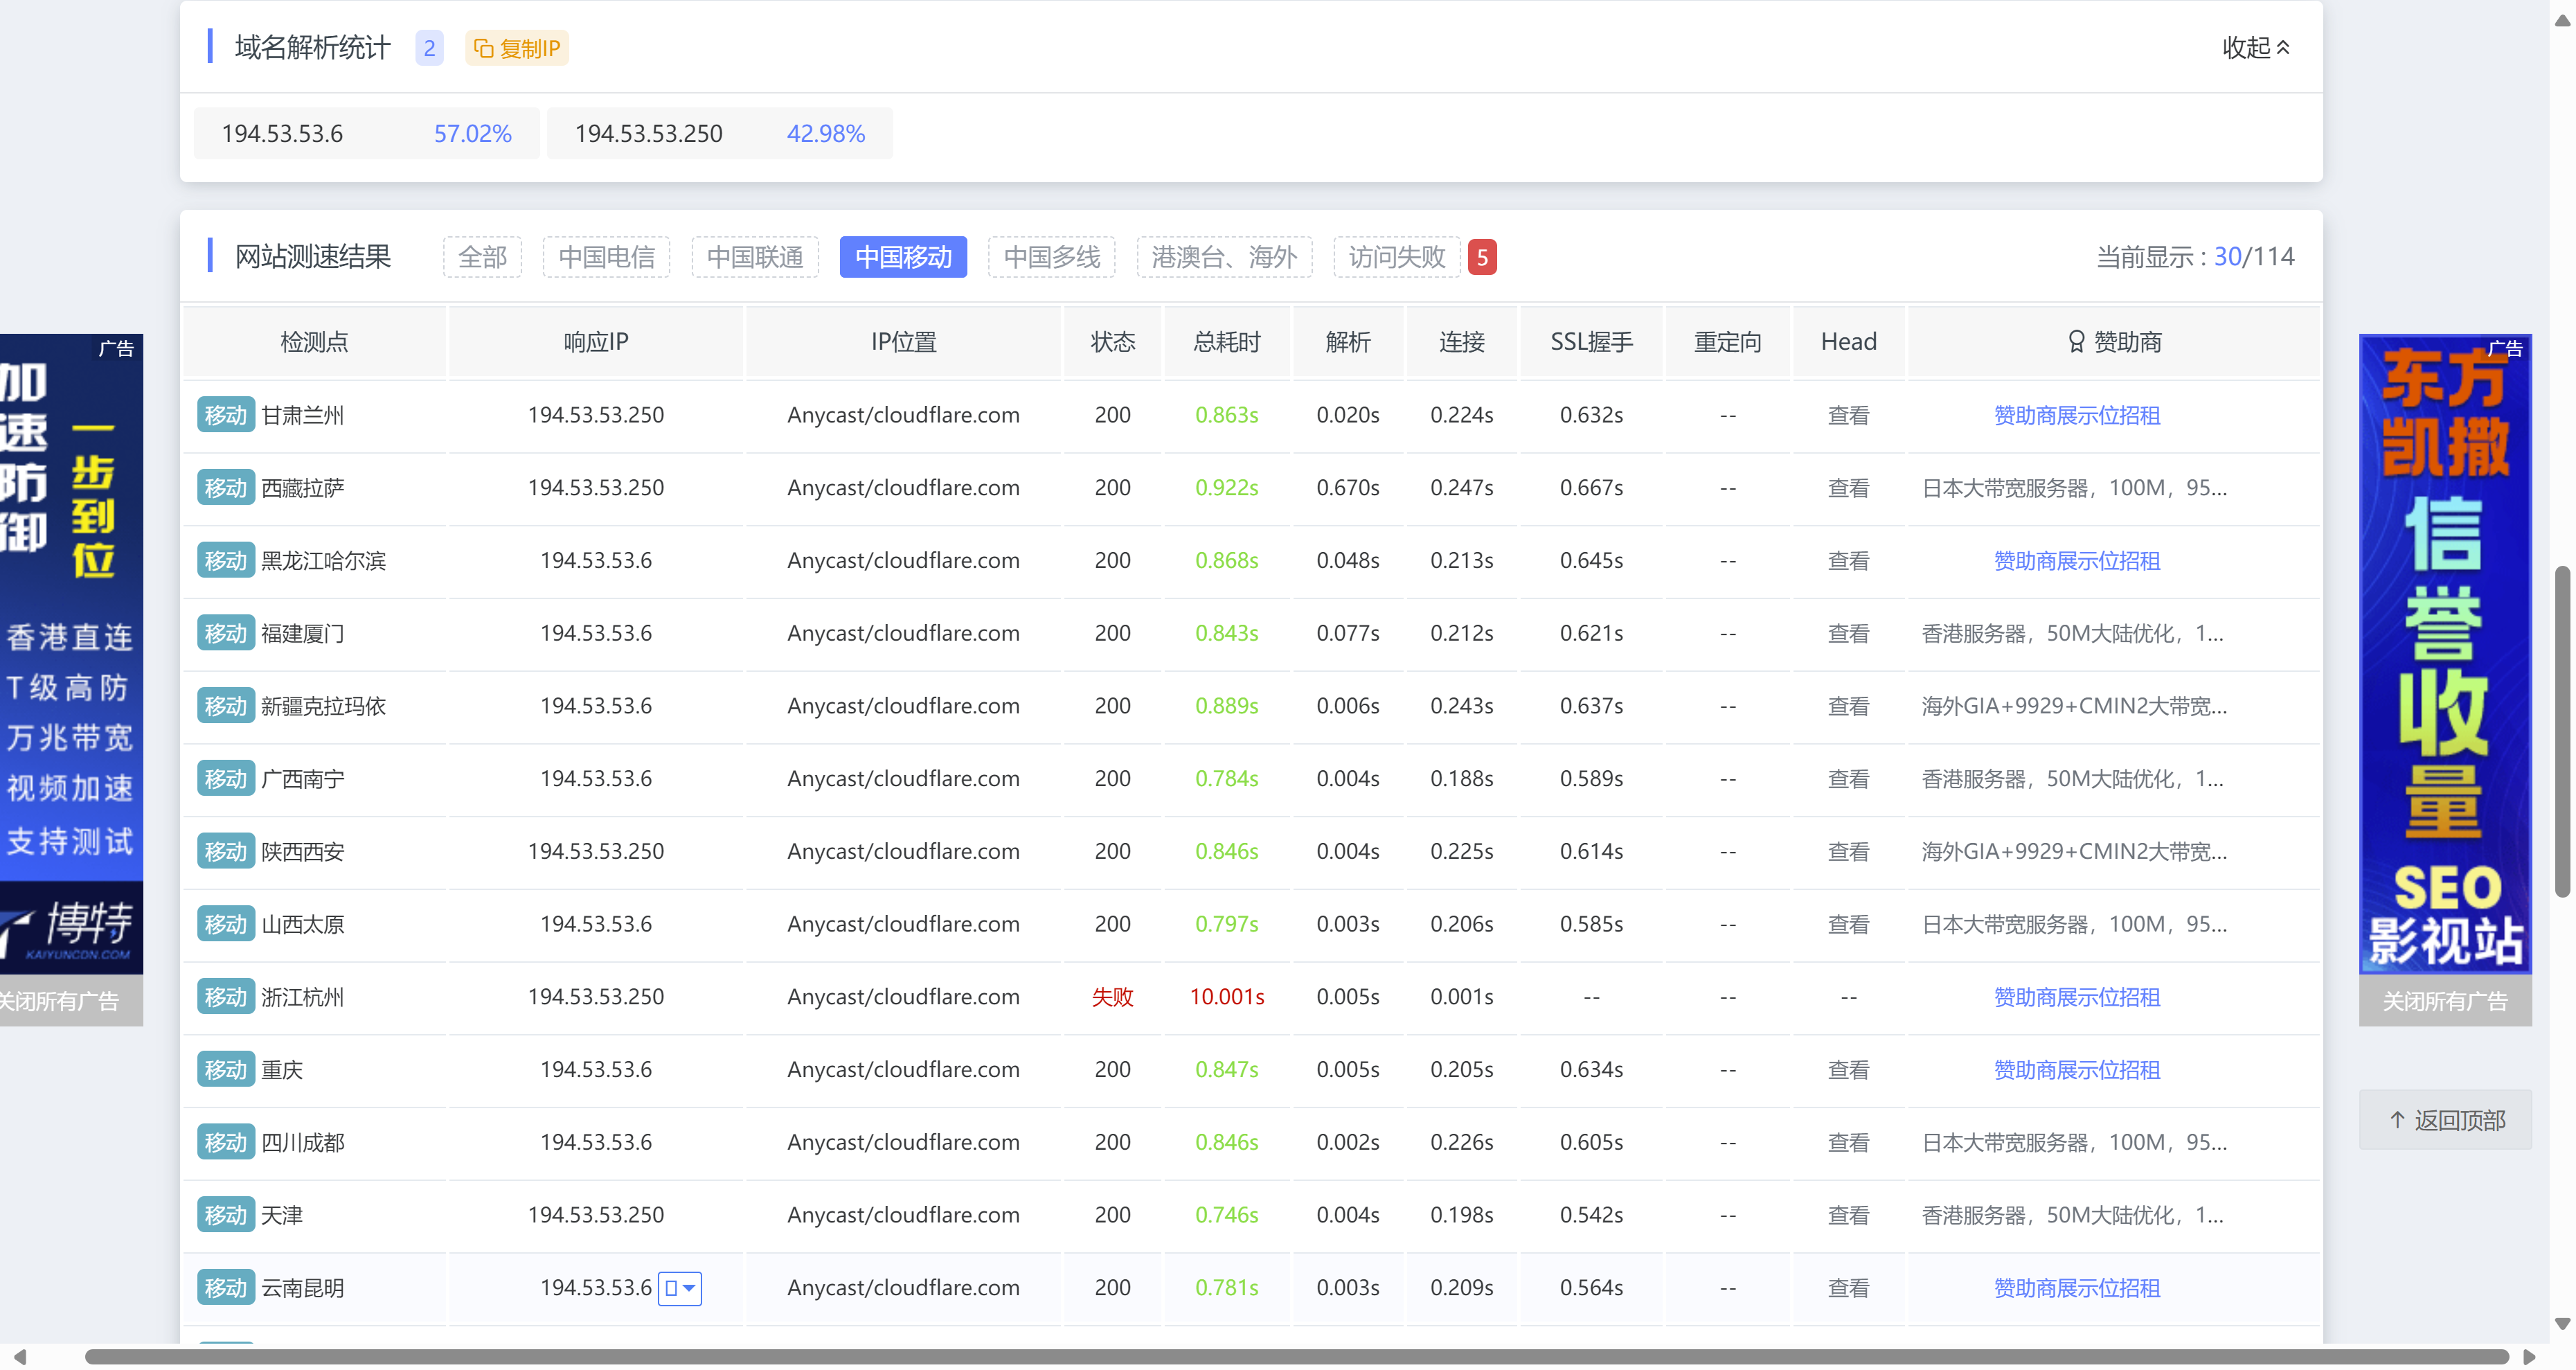 域名解析统计 2 复制IP 收起
194.53.53.6 57.02% 194.53.53.250 42.98%
网站测速结果 全部 中国电信 中国联通 中国移动 中国多线 港澳台、海外 访问失败 5 当前显示 : 30/114
检测点 响应IP IP位置 状态 总耗时 解析 连接 SSL握手 重定向 Head 赞助商
移动 甘肃兰州 194.53.53.250 Anycast/cloudflare.com 200 0.863s 0.020s 0.224s 0.632s -- 查看 赞助商展示位招租
移动 西藏拉萨 194.53.53.250 Anycast/cloudflare.com 200 0.922s 0.670s 0.247s 0.667s -- 查看 日本大带宽服务器，100M，95...
移动 黑龙江哈尔滨 194.53.53.6 Anycast/cloudflare.com 200 0.868s 0.048s 0.213s 0.645s -- 查看 赞助商展示位招租
移动 福建厦门 194.53.53.6 Anycast/cloudflare.com 200 0.843s 0.077s 0.212s 0.621s -- 查看 香港服务器，50M大陆优化，1...
移动 新疆克拉玛依 194.53.53.6 Anycast/cloudflare.com 200 0.889s 0.006s 0.243s 0.637s -- 查看 海外GIA+9929+CMIN2大带宽...
移动 广西南宁 194.53.53.6 Anycast/cloudflare.com 200 0.784s 0.004s 0.188s 0.589s -- 查看 香港服务器，50M大陆优化，1...
移动 陕西西安 194.53.53.250 Anycast/cloudflare.com 200 0.846s 0.004s 0.225s 0.614s -- 查看 海外GIA+9929+CMIN2大带宽...
移动 山西太原 194.53.53.6 Anycast/cloudflare.com 200 0.797s 0.003s 0.206s 0.585s -- 查看 日本大带宽服务器，100M，95...
移动 浙江杭州 194.53.53.250 Anycast/cloudflare.com 失败 10.001s 0.005s 0.001s -- -- -- 赞助商展示位招租
移动 重庆 194.53.53.6 Anycast/cloudflare.com 200 0.847s 0.005s 0.205s 0.634s -- 查看 赞助商展示位招租
移动 四川成都 194.53.53.6 Anycast/cloudflare.com 200 0.846s 0.002s 0.226s 0.605s -- 查看 日本大带宽服务器，100M，95...
移动 天津 194.53.53.250 Anycast/cloudflare.com 200 0.746s 0.004s 0.198s 0.542s -- 查看 香港服务器，50M大陆优化，1...
移动 云南昆明 194.53.53.6 Anycast/cloudflare.com 200 0.781s 0.003s 0.209s 0.564s -- 查看 赞助商展示位招租
广告
加速防御
一步到位
香港直连
T级高防
万兆带宽
视频加速
支持测试
博特
KAIYUNCDN.COM
关闭所有广告
广告
东方
凯撒
信
誉
收
量
SEO
影视站
关闭所有广告
返回顶部